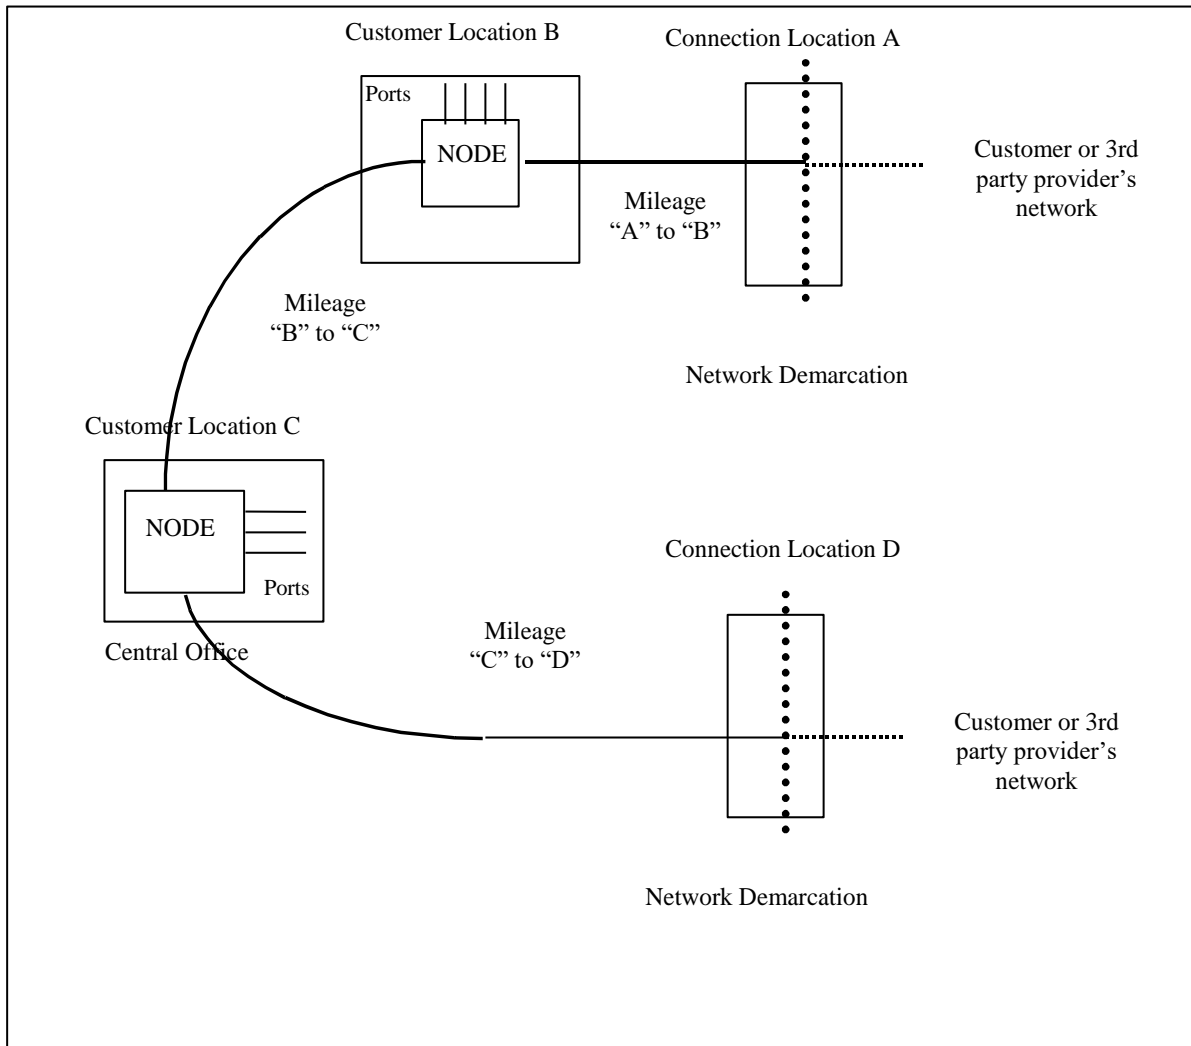 Customer Location B
Connection Location A
Ports
NODE
Customer or 3rd
party provider’s
network
Mileage
“A” to “B”
Mileage
“B” to “C”
Network Demarcation
Customer Location C
NODE
Ports
Central Office
Connection Location D
Mileage
“C” to “D”
Customer or 3rd
party provider’s
network
Network Demarcation